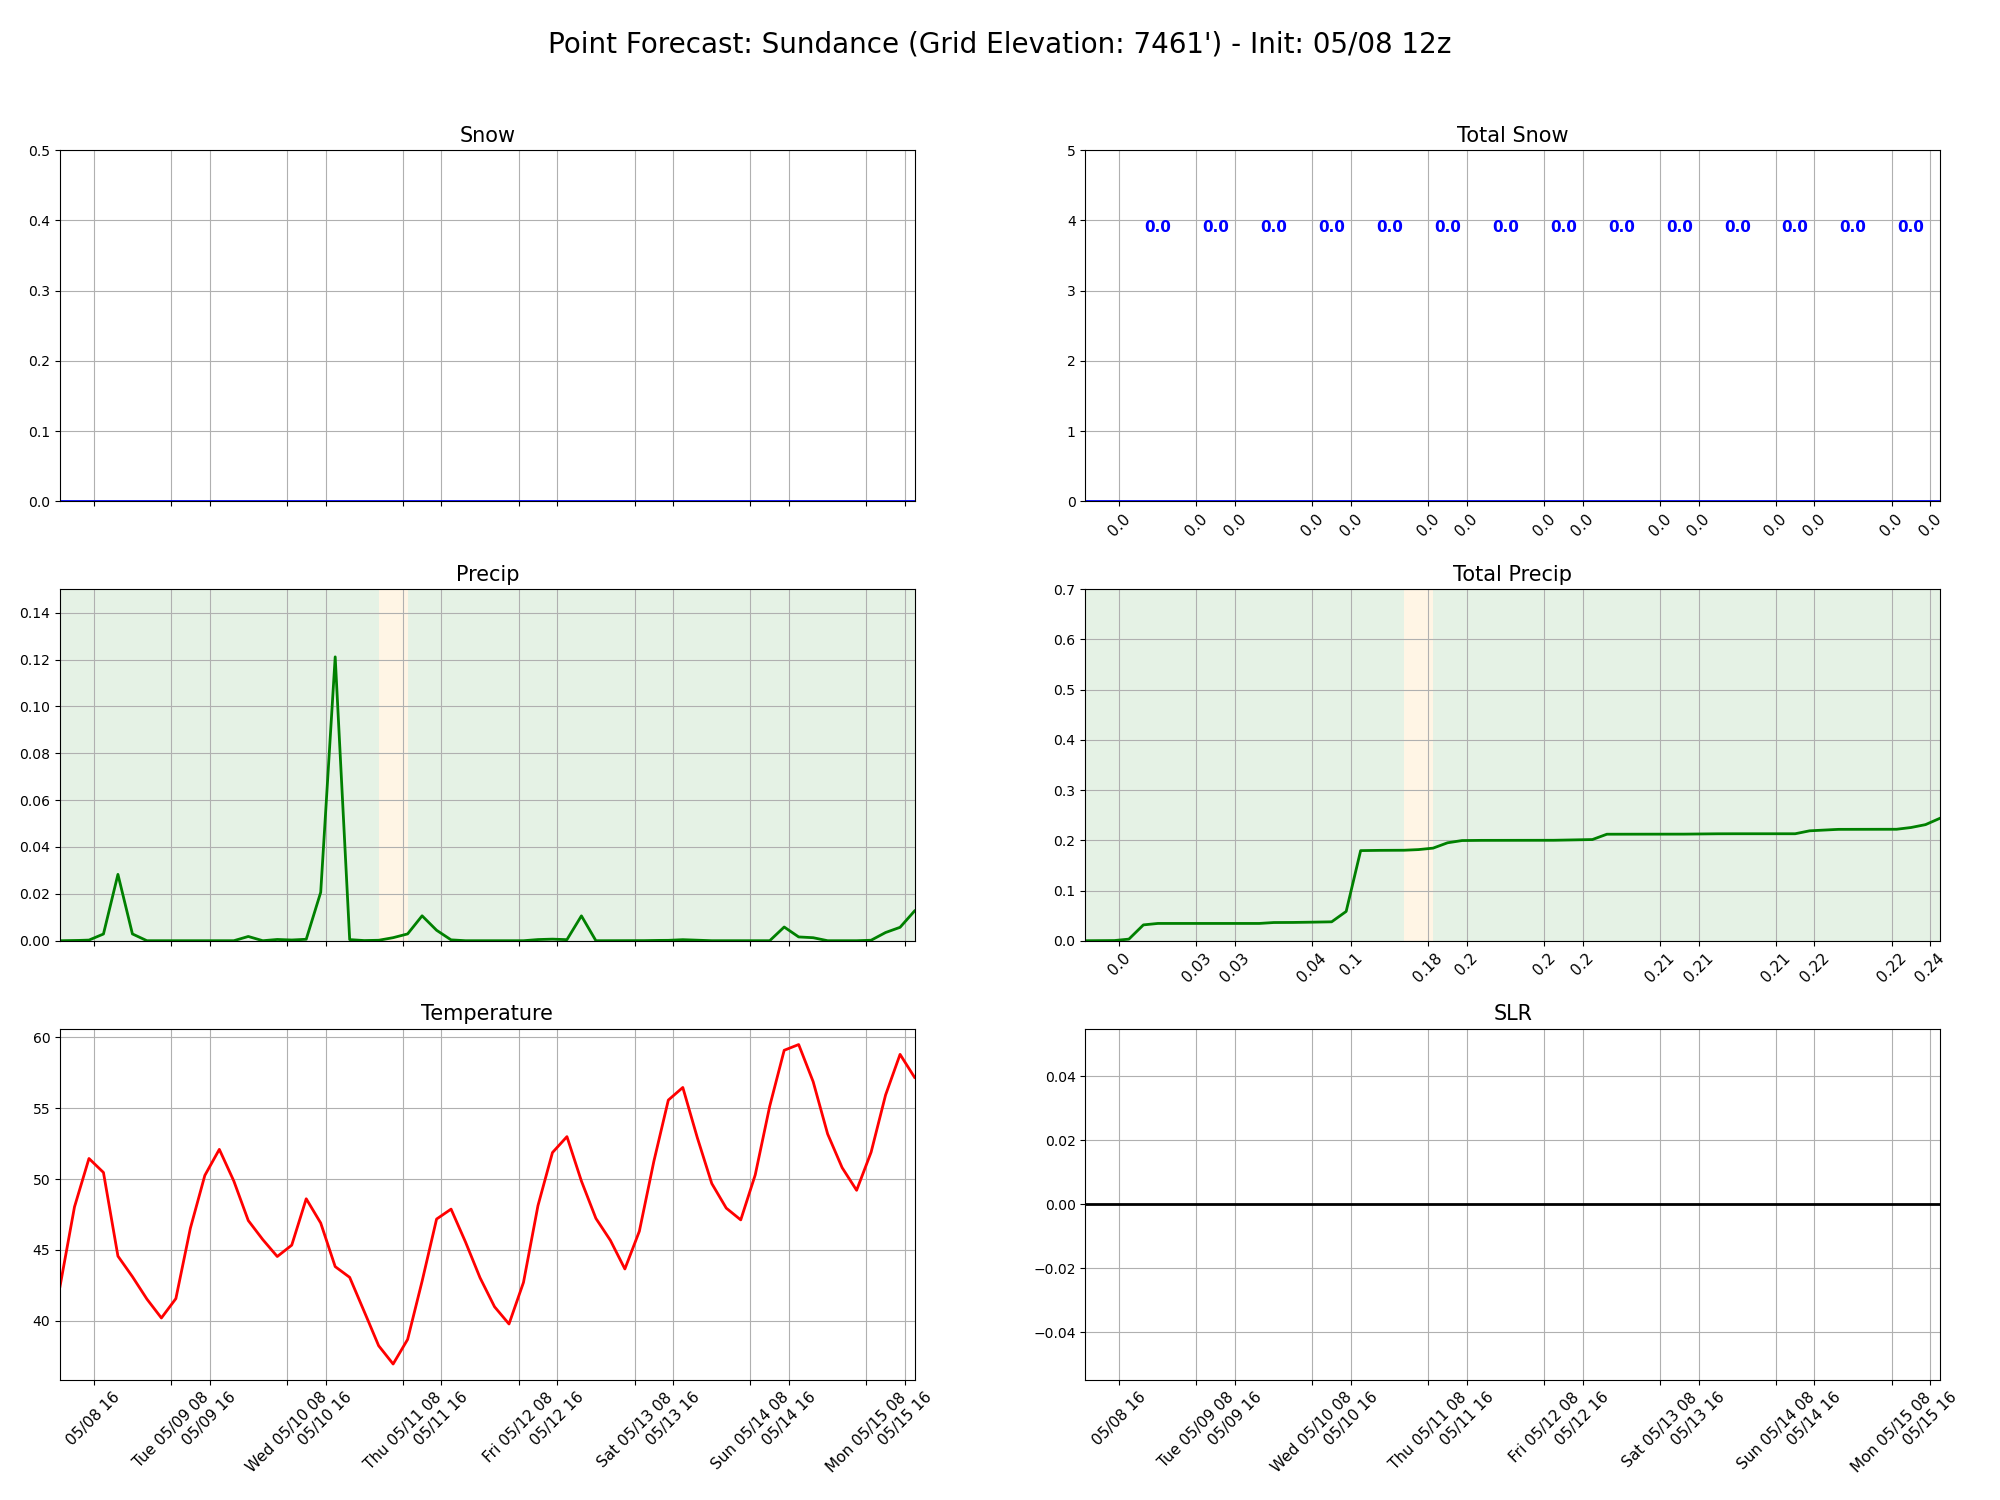 Point Forecast: Sundance (Grid Elevation: 7461') - Init: 05/08 12z
Snow
0.5
0.4
0.3
0.2
0.1
0.0
Total Snow
5
4
3
2
1
0
0.0 0.0 0.0 0.0 0.0 0.0 0.0 0.0 0.0 0.0 0.0 0.0 0.0 0.0
0.0 0.0 0.0 0.0 0.0 0.0 0.0 0.0 0.0 0.0 0.0 0.0 0.0 0.0 0.0
Precip
0.14
0.12
0.10
0.08
0.06
0.04
0.02
0.00
Total Precip
0.7
0.6
0.5
0.4
0.3
0.2
0.1
0.0
0.0 0.03 0.03 0.04 0.1 0.18 0.2 0.2 0.2 0.21 0.21 0.21 0.22 0.22 0.24
Temperature
60
55
50
45
40
05/08 16
Tue 05/09 08
05/09 16
Wed 05/10 08
05/10 16
Thu 05/11 08
05/11 16
Fri 05/12 08
05/12 16
Sat 05/13 08
05/13 16
Sun 05/14 08
05/14 16
Mon 05/15 08
05/15 16
SLR
0.04
0.02
0.00
−0.02
−0.04
05/08 16
Tue 05/09 08
05/09 16
Wed 05/10 08
05/10 16
Thu 05/11 08
05/11 16
Fri 05/12 08
05/12 16
Sat 05/13 08
05/13 16
Sun 05/14 08
05/14 16
Mon 05/15 08
05/15 16